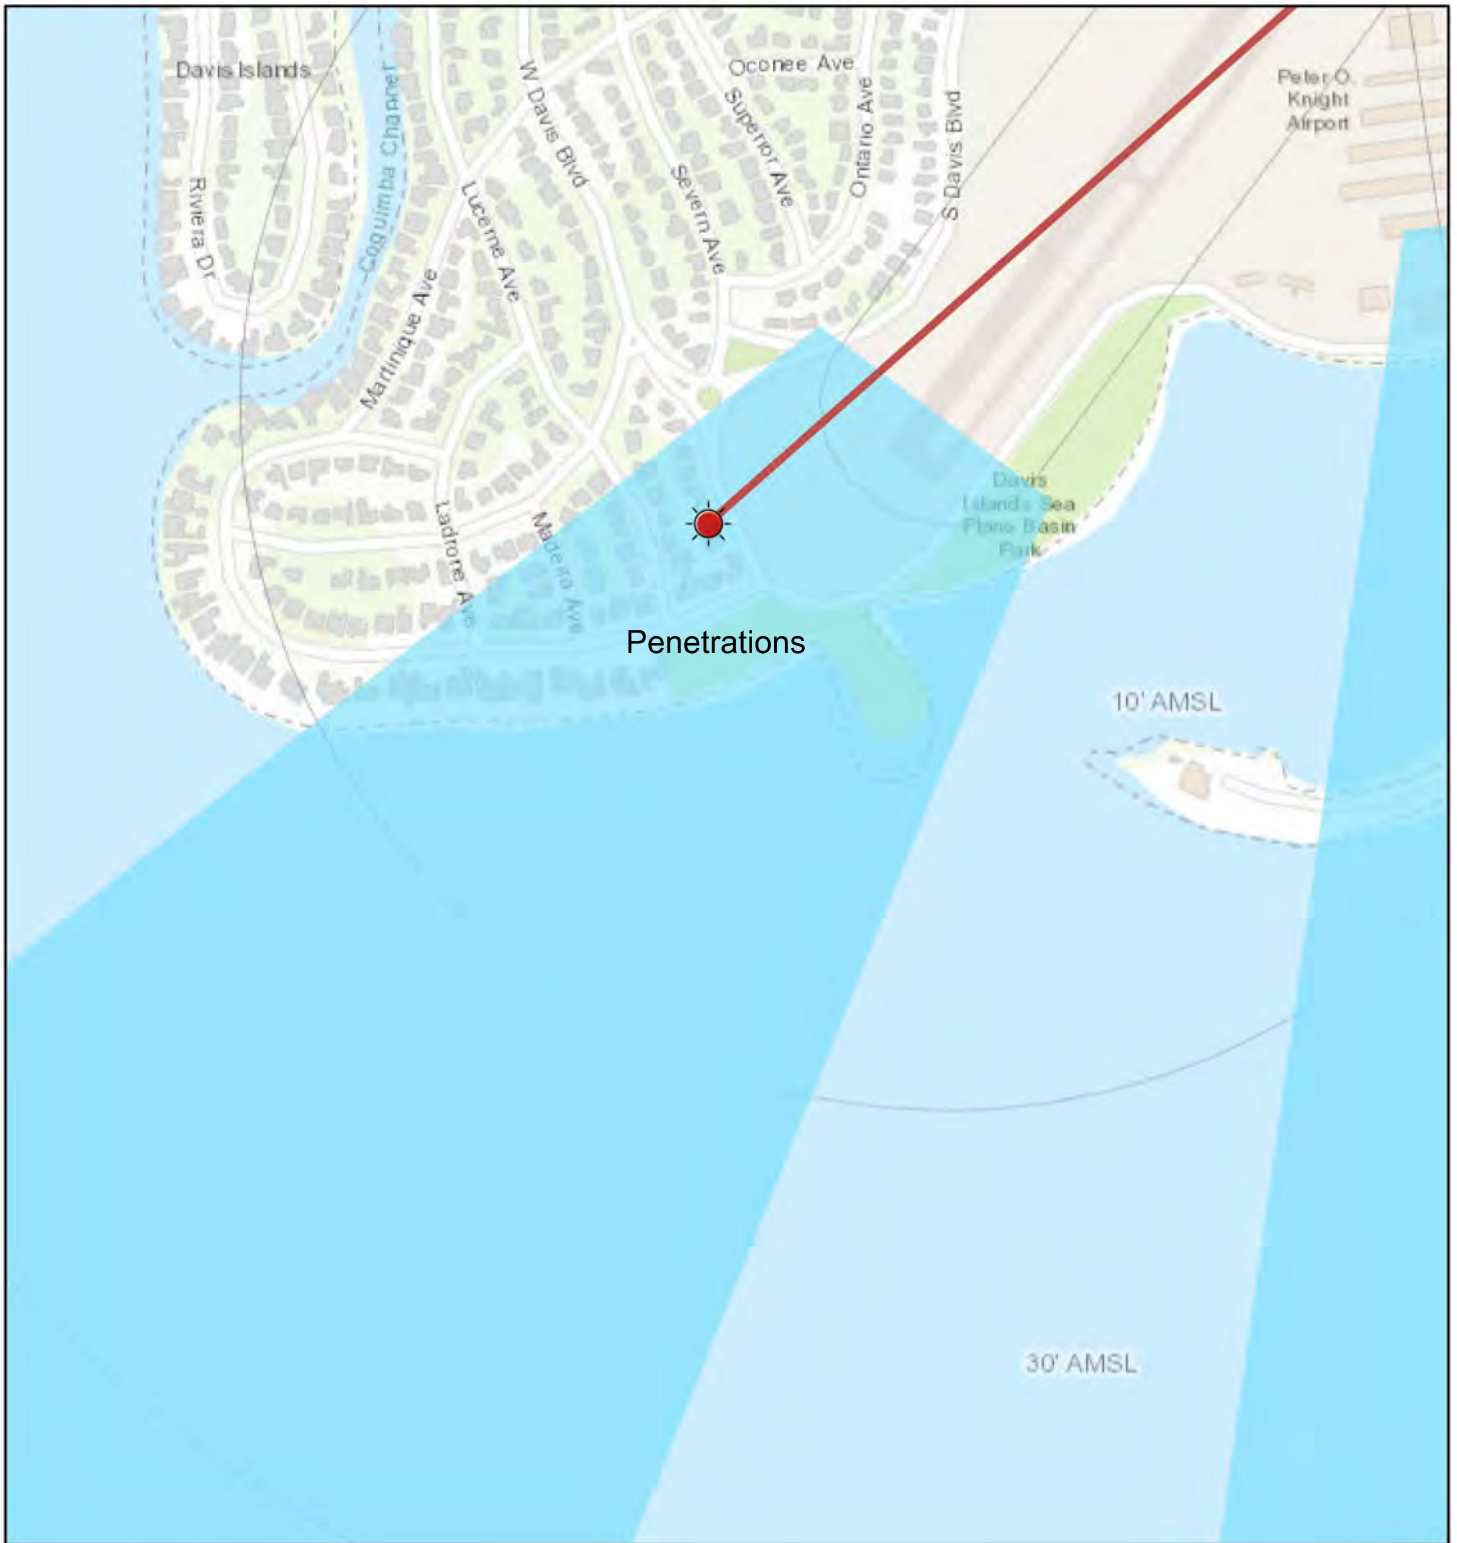 Davis Islands
Coquimba Channel
Riviera Dr
W Davis Blvd
Lucerne Ave
Martinique Ave
Severn Ave
Superior Ave
Oconee Ave
Ontario Ave
S Davis Blvd
Peter O.
Knight
Airport
Ladrone Ave
Madeira Ave
Davis
Islands Sea
Plane Basin
Park
Penetrations
10' AMSL
30' AMSL